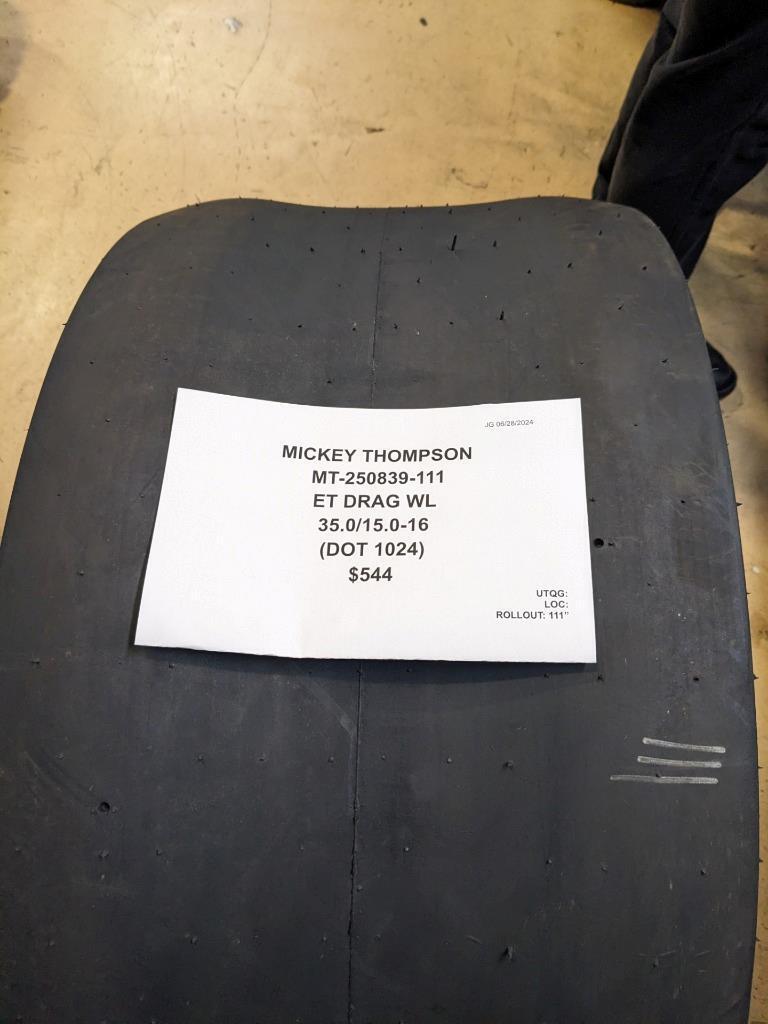 JG 06/28/2024
MICKEY THOMPSON
MT-250839-111
ET DRAG WL
35.0/15.0-16
(DOT 1024)
$544
UTQG:
LOC:
ROLLOUT: 111"